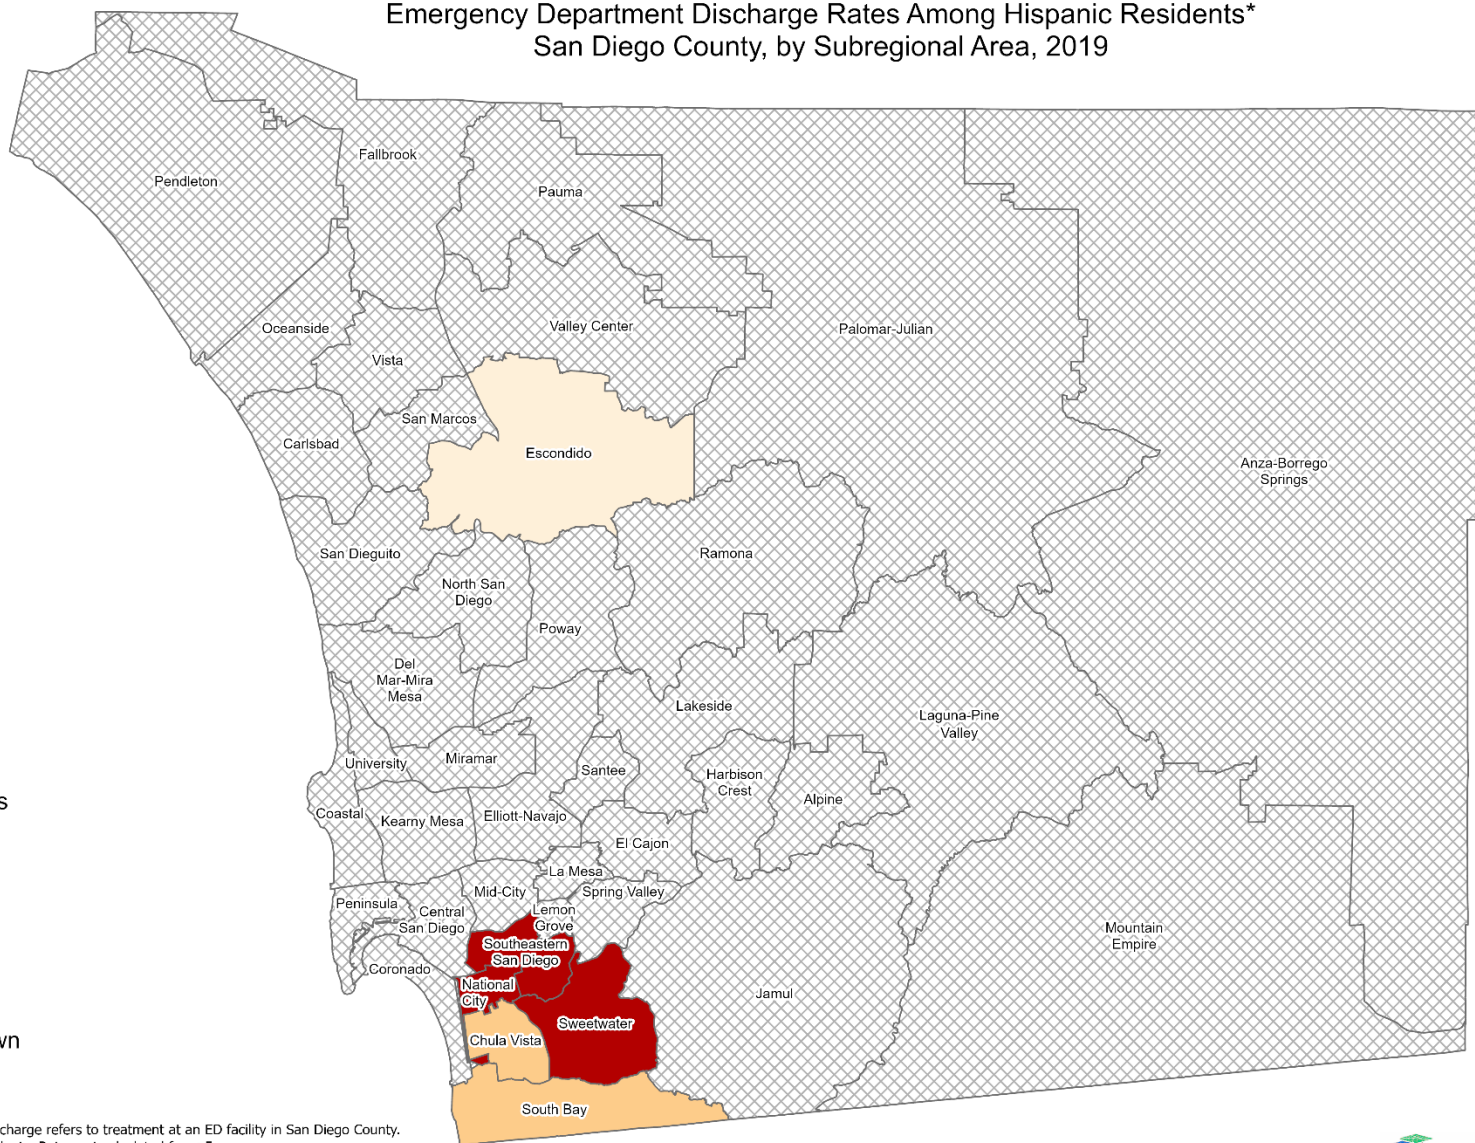 Emergency Department Discharge Rates Among Hispanic Residents*
San Diego County, by Subregional Area, 2019
Fallbrook
Pendleton
Pauma
Oceanside
Valley Center
Palomar-Julian
Vista
San Marcos
Carlsbad
Escondido
Anza-Borrego
Springs
San Dieguito
Ramona
North San
Diego
Poway
Del
Mar-Mira
Mesa
Lakeside
Laguna-Pine
Valley
University
Miramar
Santee
Harbison
Crest
Alpine
s
Coastal
Kearny Mesa
Elliott-Navajo
El Cajon
La Mesa
Mid-City
Spring Valley
Peninsula
Central
San Diego
Lemon
Grove
Mountain
Empire
Southeastern
San Diego
Coronado
National
City
Jamul
Sweetwater
Chula Vista
wn
South Bay
charge refers to treatment at an ED facility in San Diego County.